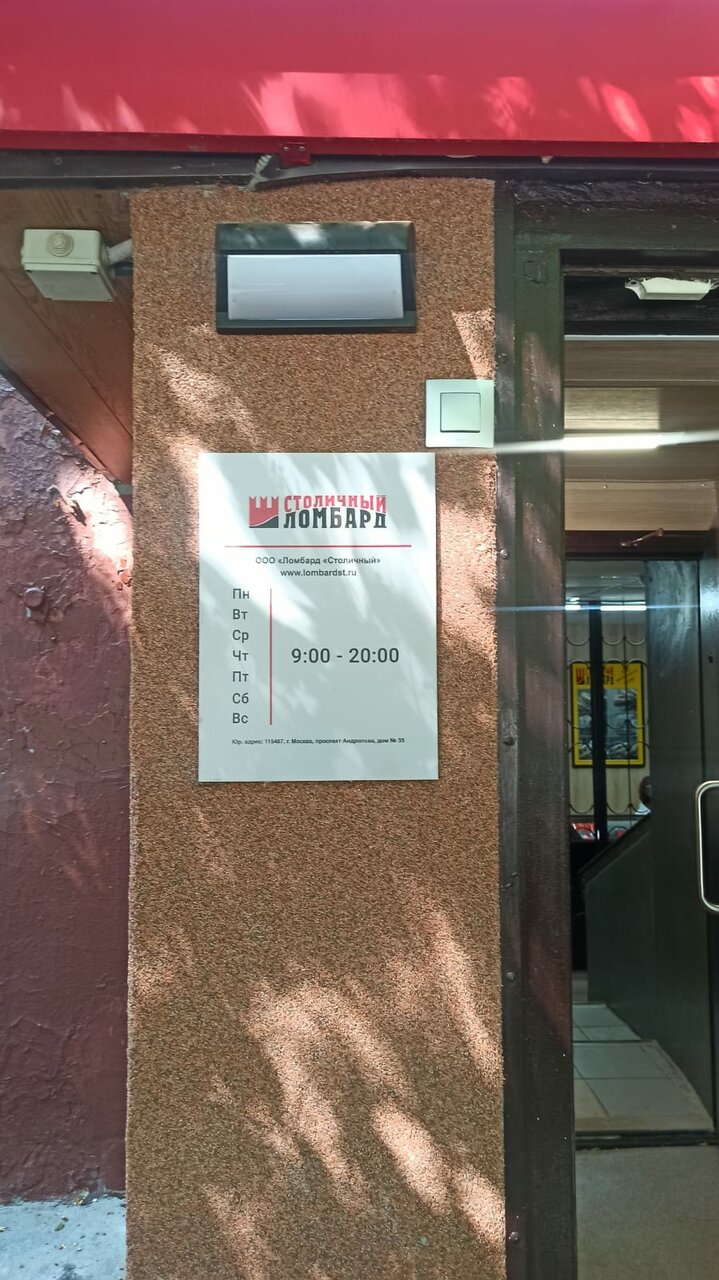 СТОЛИЧНЫЙ
ЛОМБАРД
ООО «Ломбард «Столичный»
www.lombardst.ru
Пн
Вт
Ср
Чт
Пт
Сб
Вс
9:00 - 20:00
Юр. адрес: 115487, г. Москва, проспект Андропова, дом № 35